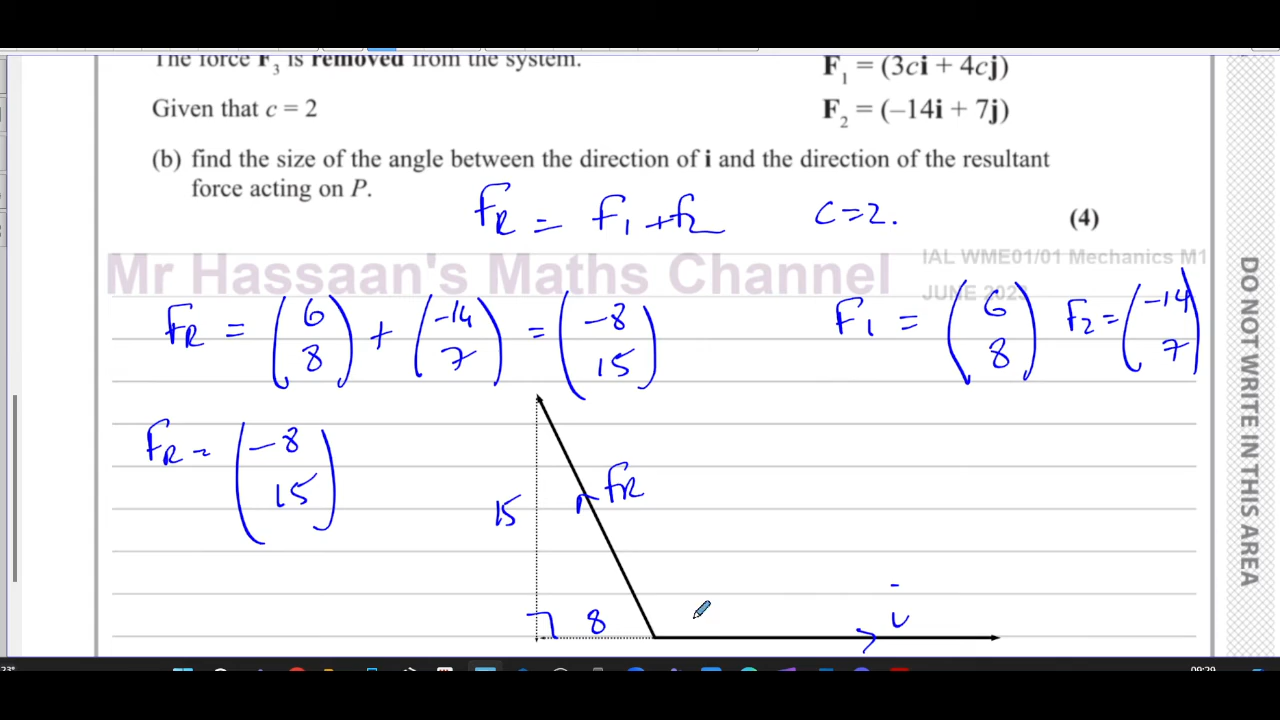 The force F3 is removed from the system.
F1 = (3ci + 4cj)
Given that c = 2
F2 = (–14i + 7j)
(b) find the size of the angle between the direction of i and the direction of the resultant
force acting on P.
FR = F1 + F2 c=2.
(4)
Mr Hassaan's Maths Channel
IAL WME01/01 Mechanics M1
JUNE 2023
FR = (6 8) + (-14 7) = (-8 15)
F1 = (6 8) F2 = (-14 7)
FR = (-8 15)
FR
15
8
i
DO NOT WRITE IN THIS AREA
23°
09:29